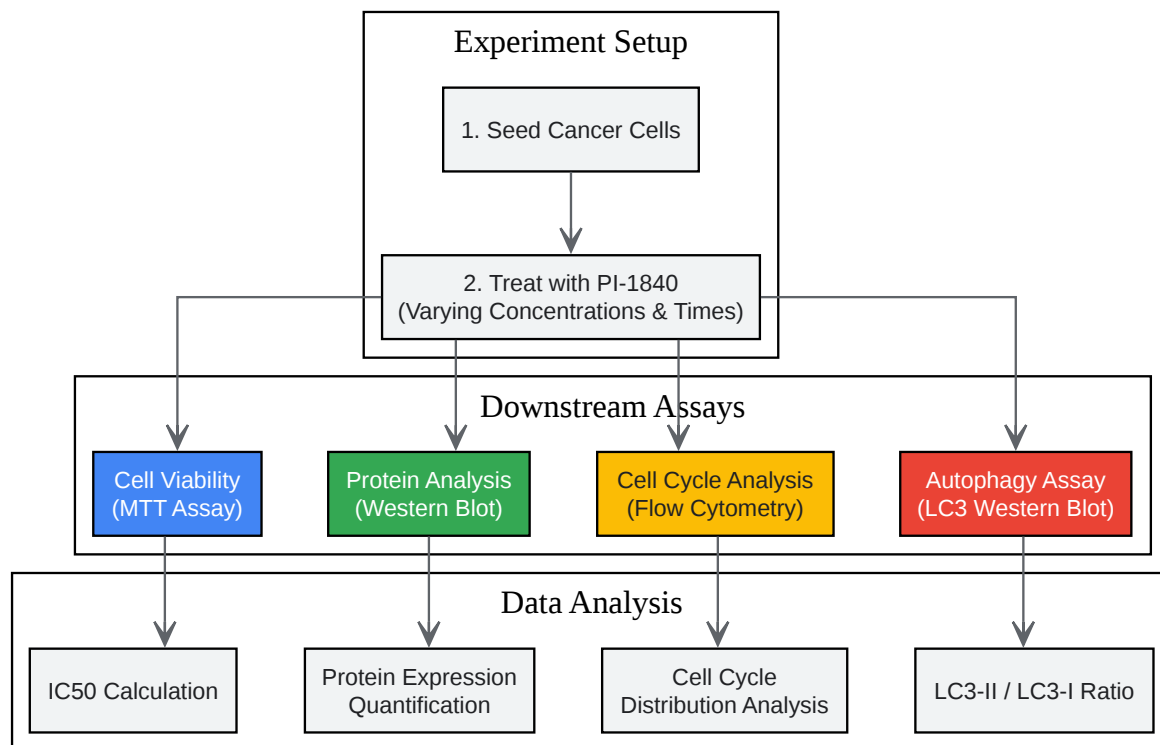 Experiment Setup
1. Seed Cancer Cells
2. Treat with PI-1840
(Varying Concentrations & Times)
Downstream Assays
Cell Viability
(MTT Assay)
Protein Analysis
(Western Blot)
Cell Cycle Analysis
(Flow Cytometry)
Autophagy Assay
(LC3 Western Blot)
Data Analysis
IC50 Calculation
Protein Expression
Quantification
Cell Cycle
Distribution Analysis
LC3-II / LC3-I Ratio